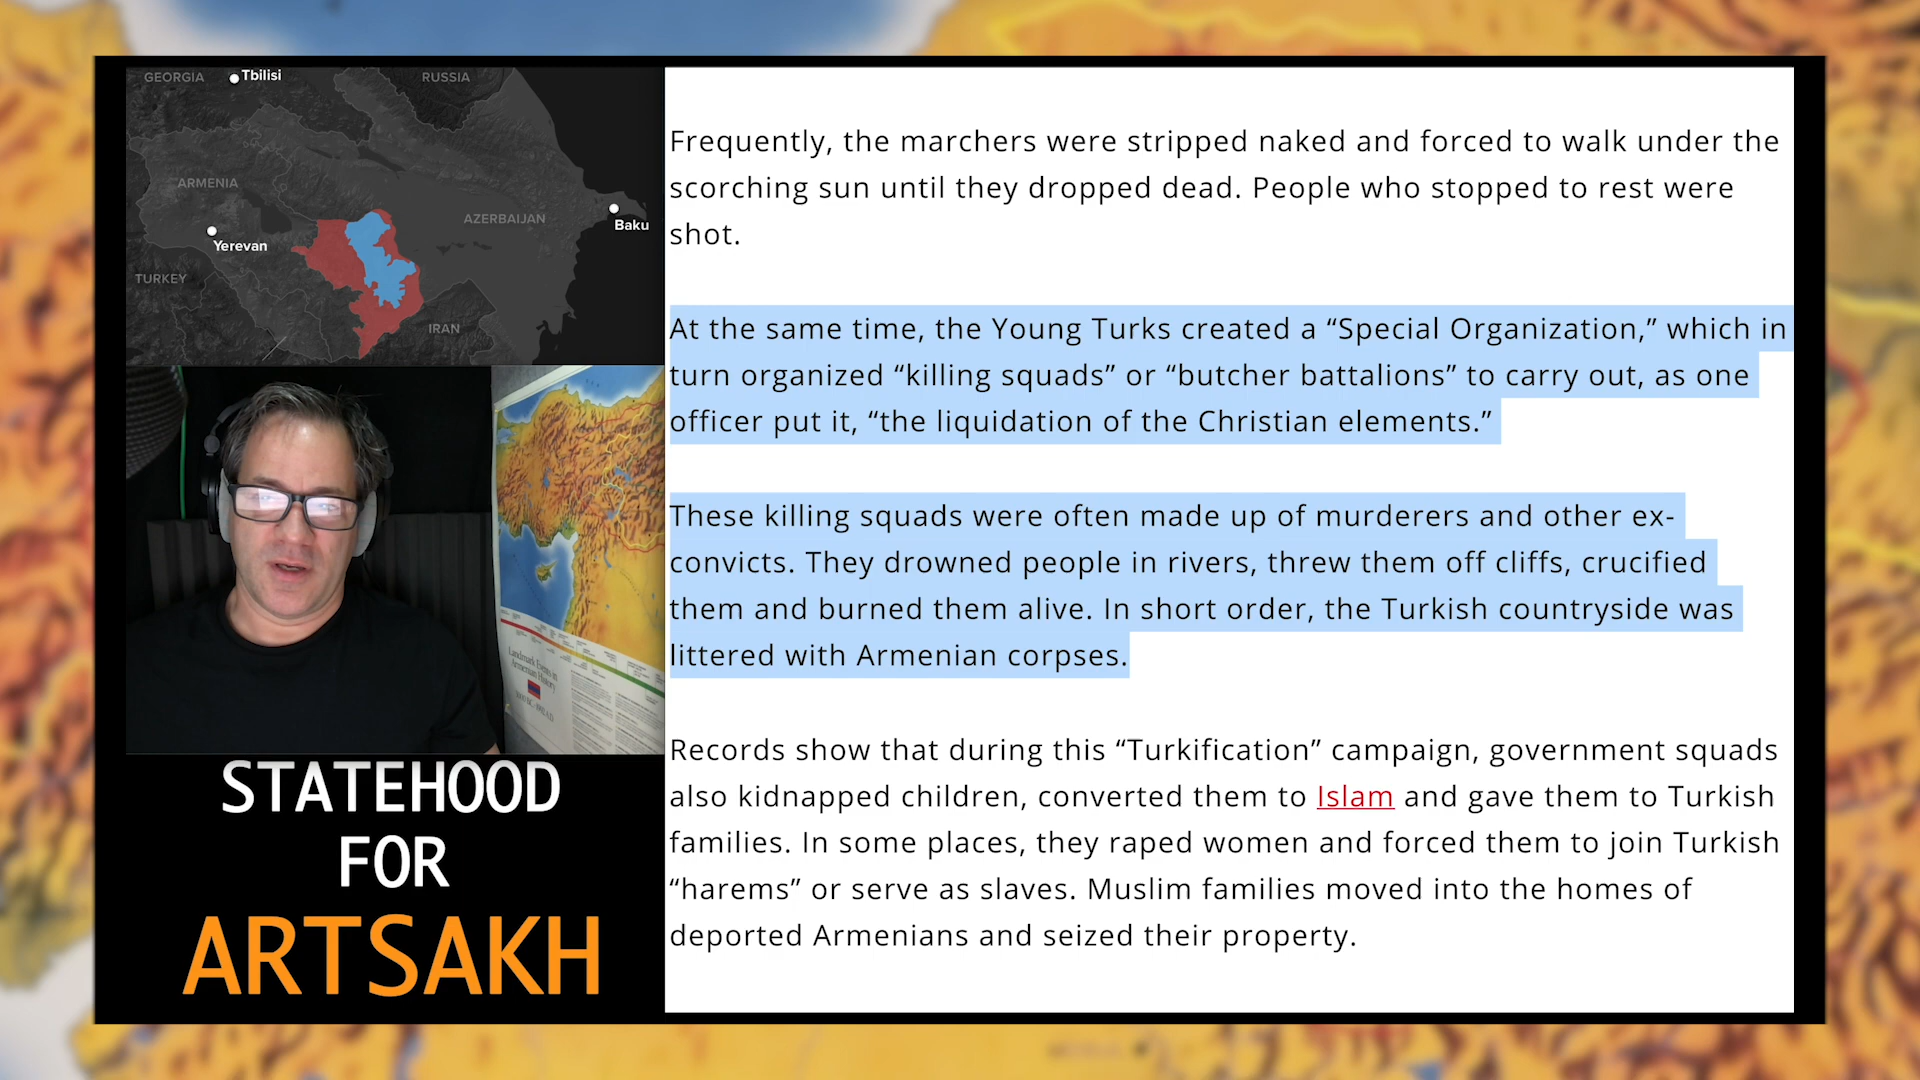 GEORGIA
Tbilisi
RUSSIA
ARMENIA
AZERBAIJAN
Baku
Yerevan
TURKEY
IRAN
Landmark Events in
Armenian History
STATEHOOD
FOR
ARTSAKH
Frequently, the marchers were stripped naked and forced to walk under the
scorching sun until they dropped dead. People who stopped to rest were
shot.
At the same time, the Young Turks created a “Special Organization,” which in
turn organized “killing squads” or “butcher battalions” to carry out, as one
officer put it, “the liquidation of the Christian elements.”
These killing squads were often made up of murderers and other ex-
convicts. They drowned people in rivers, threw them off cliffs, crucified
them and burned them alive. In short order, the Turkish countryside was
littered with Armenian corpses.
Records show that during this “Turkification” campaign, government squads
also kidnapped children, converted them to Islam and gave them to Turkish
families. In some places, they raped women and forced them to join Turkish
“harems” or serve as slaves. Muslim families moved into the homes of
deported Armenians and seized their property.